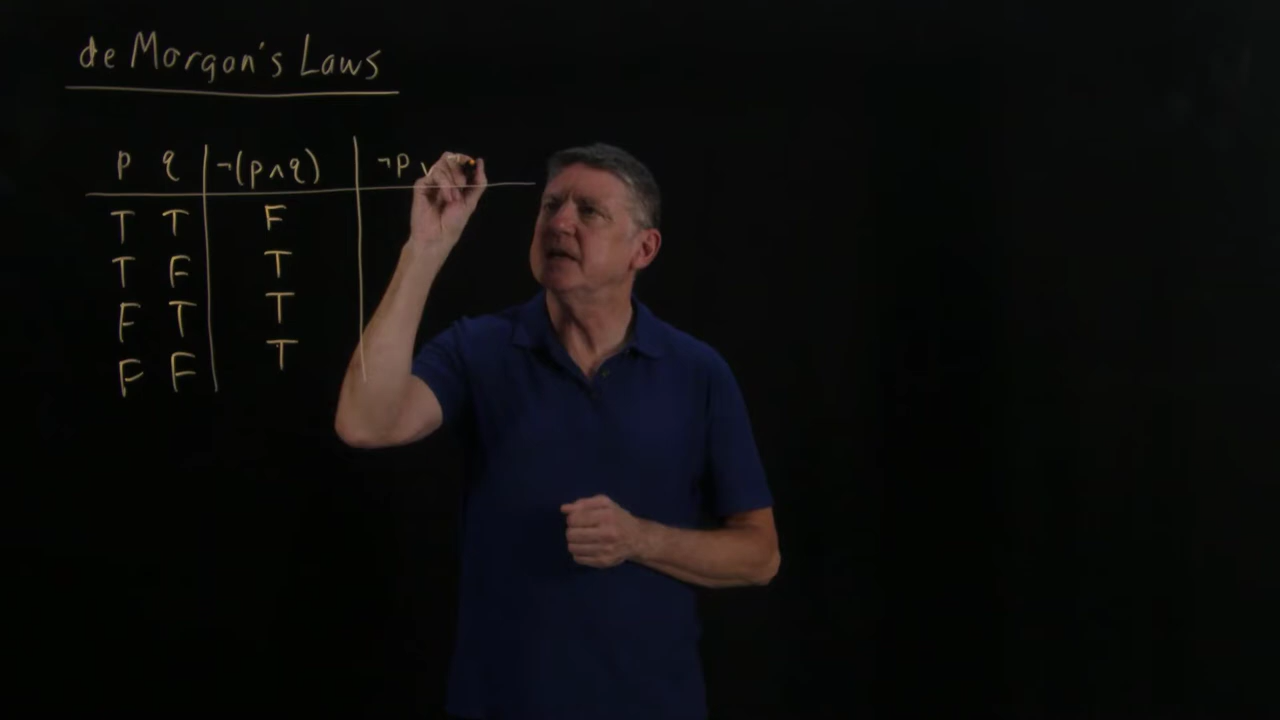 de Morgan's Laws
p q ¬(p∧q) ¬p ∨
T T F
T F T
F T T
F F T